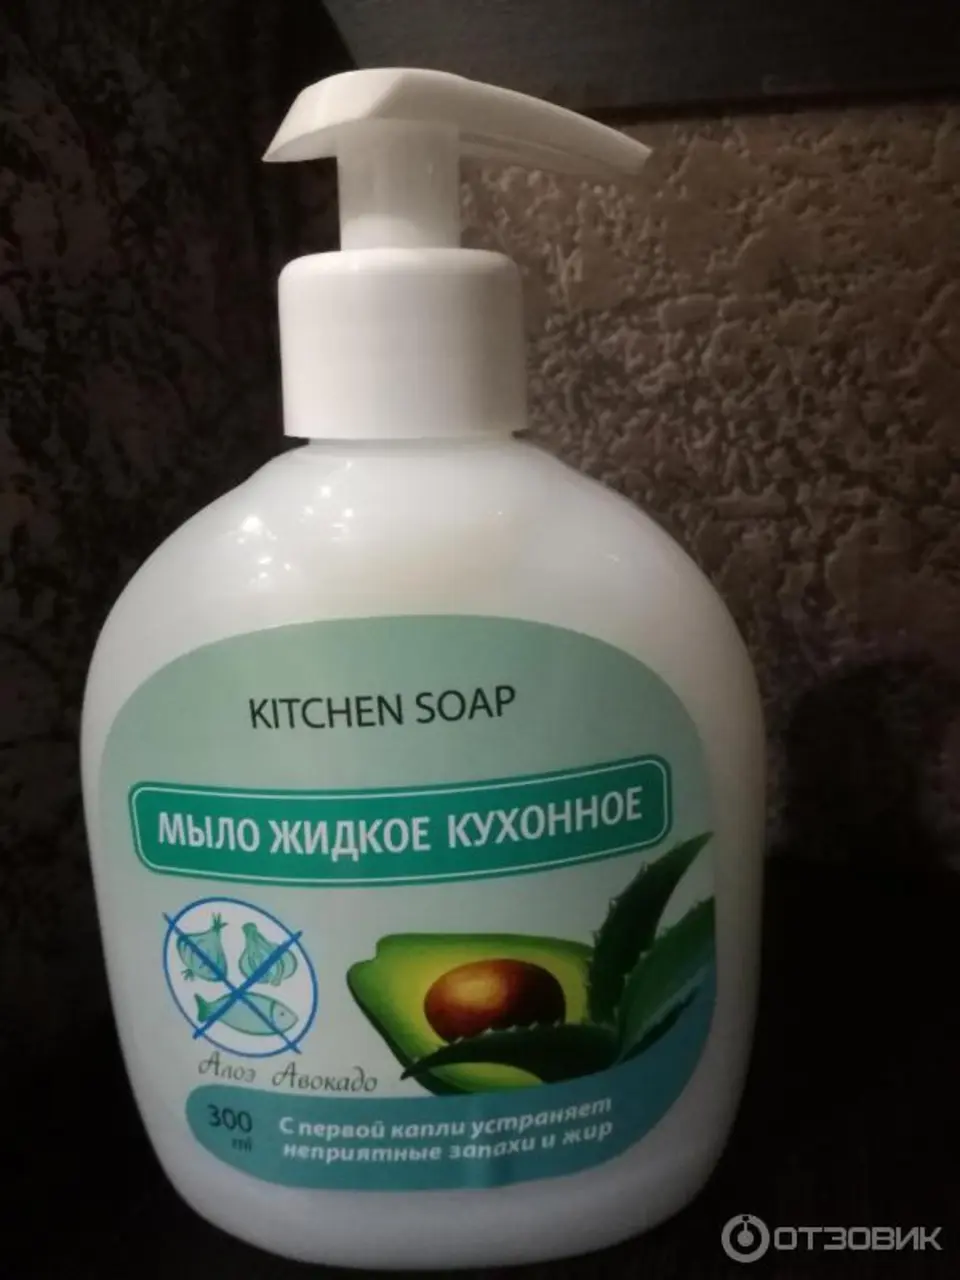 KITCHEN SOAP
МЫЛО ЖИДКОЕ КУХОННОЕ
Алоэ Авокадо
300 ml
С первой капли устраняет
неприятные запахи и жир
ОТЗОВИК